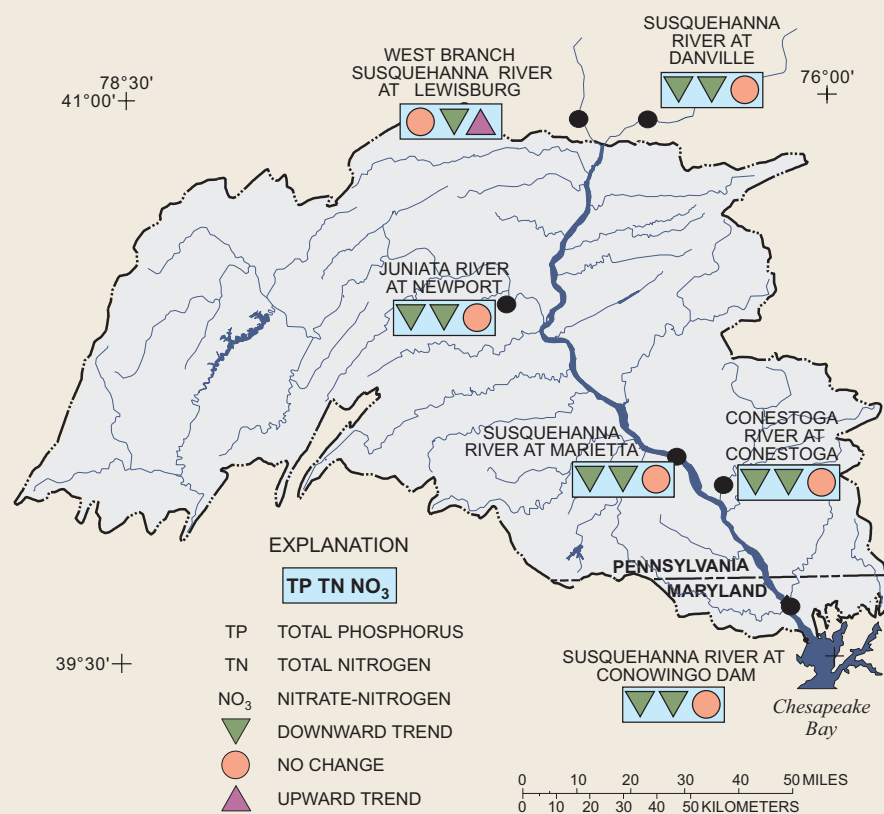 SUSQUEHANNA
RIVER AT
DANVILLE
WEST BRANCH
SUSQUEHANNA RIVER
AT LEWISBURG
78°30'
41°00'
76°00'
JUNIATA RIVER
AT NEWPORT
SUSQUEHANNA
RIVER AT MARIETTA
CONESTOGA
RIVER AT
CONESTOGA
PENNSYLVANIA
MARYLAND
EXPLANATION
TP TN NO₃
TP TOTAL PHOSPHORUS
TN TOTAL NITROGEN
NO₃ NITRATE-NITROGEN
DOWNWARD TREND
NO CHANGE
UPWARD TREND
39°30'
SUSQUEHANNA RIVER AT
CONOWINGO DAM
Chesapeake
Bay
0 10 20 30 40 50 MILES
0 10 20 30 40 50 KILOMETERS